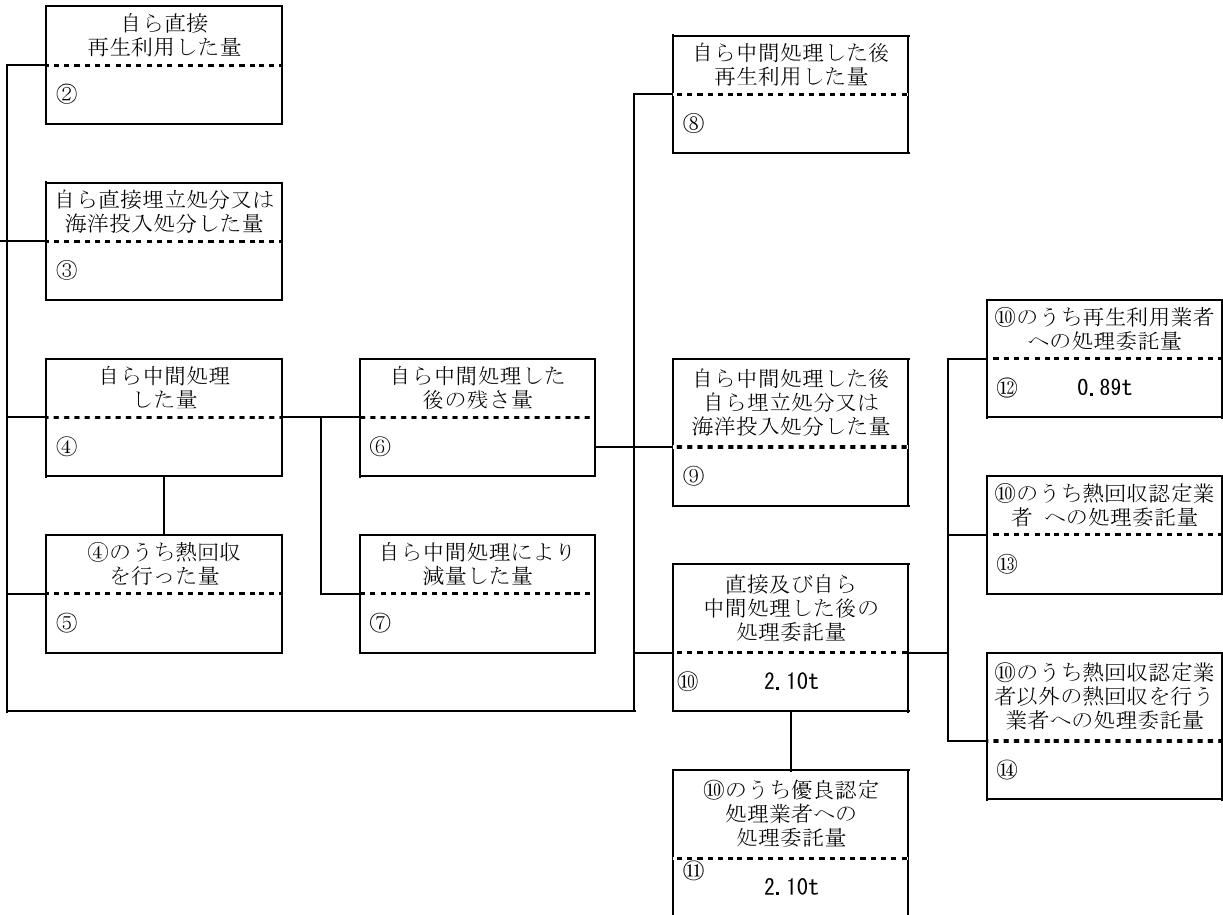 自ら直接
再生利用した量
②
自ら直接埋立処分又は
海洋投入処分した量
③
自ら中間処理
した量
④
④のうち熱回収
を行った量
⑤
自ら中間処理した
後の残さ量
⑥
自ら中間処理により
減量した量
⑦
自ら中間処理した後
再生利用した量
⑧
自ら中間処理した後
自ら埋立処分又は
海洋投入処分した量
⑨
直接及び自ら
中間処理した後の
処理委託量
⑩ 2.10t
⑩のうち優良認定
処理業者への
処理委託量
⑪ 2.10t
⑩のうち再生利用業者
への処理委託量
⑫ 0.89t
⑩のうち熱回収認定業
者 への処理委託量
⑬
⑩のうち熱回収認定業
者以外の熱回収を行う
業者への処理委託量
⑭